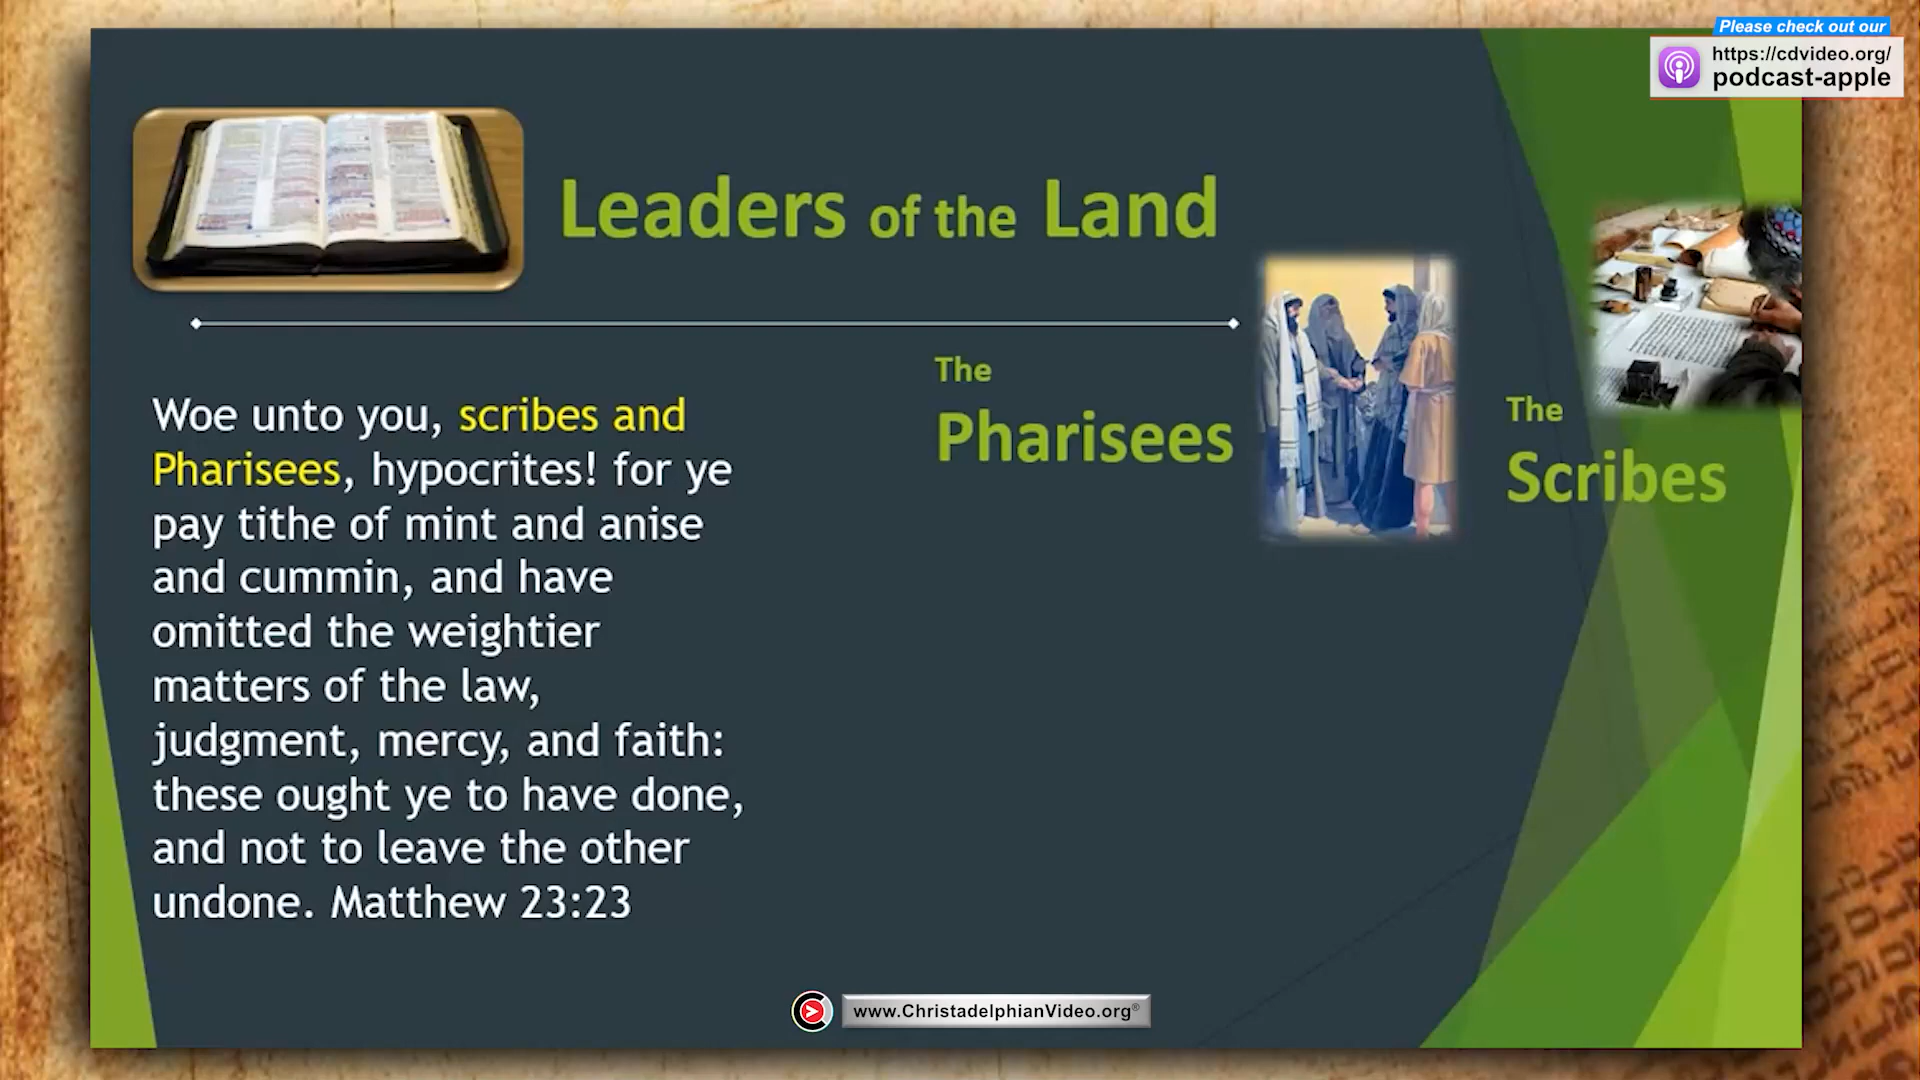 Please check out our
https://cdvideo.org/
podcast-apple
Leaders of the Land
The
Pharisees
The
Scribes
Woe unto you, scribes and
Pharisees, hypocrites! for ye
pay tithe of mint and anise
and cummin, and have
omitted the weightier
matters of the law,
judgment, mercy, and faith:
these ought ye to have done,
and not to leave the other
undone. Matthew 23:23
www.ChristadelphianVideo.org®